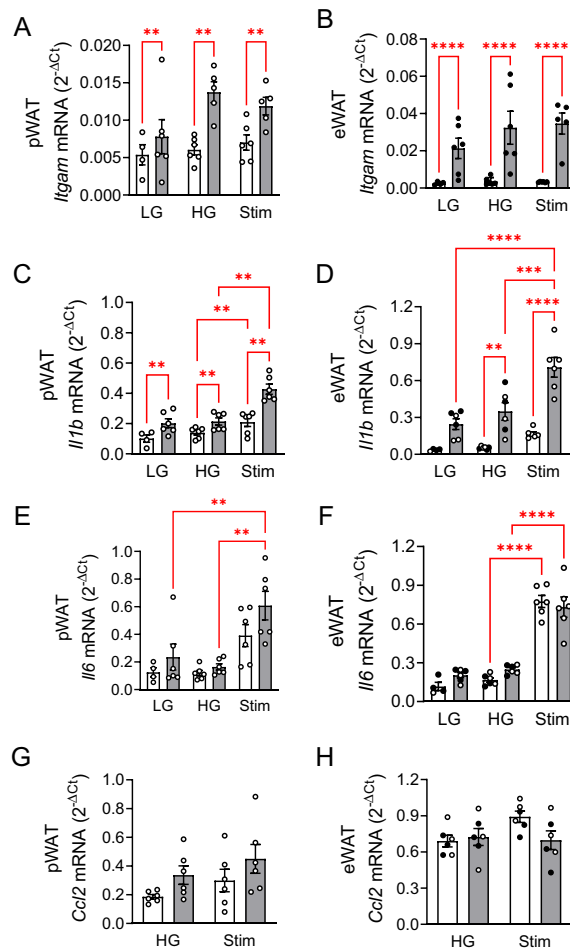 A
pWAT
Itgam mRNA (2^-ΔCt)
0.020
0.015
0.010
0.005
0.000
** ** **
LG HG Stim
B
eWAT
Itgam mRNA (2^-ΔCt)
0.08
0.06
0.04
0.02
0.00
**** **** ****
LG HG Stim
C
pWAT
Il1b mRNA (2^-ΔCt)
1.0
0.8
0.6
0.4
0.2
0.0
**
**
** ** **
LG HG Stim
D
eWAT
Il1b mRNA (2^-ΔCt)
1.2
0.9
0.6
0.3
0.0
****
***
****
**
LG HG Stim
E
pWAT
Il6 mRNA (2^-ΔCt)
1.0
0.8
0.6
0.4
0.2
0.0
**
**
LG HG Stim
F
eWAT
Il6 mRNA (2^-ΔCt)
1.2
0.9
0.6
0.3
0.0
****
****
LG HG Stim
G
pWAT
Ccl2 mRNA (2^-ΔCt)
1.0
0.8
0.6
0.4
0.2
0.0
HG Stim
H
eWAT
Ccl2 mRNA (2^-ΔCt)
1.2
0.9
0.6
0.3
0.0
HG Stim